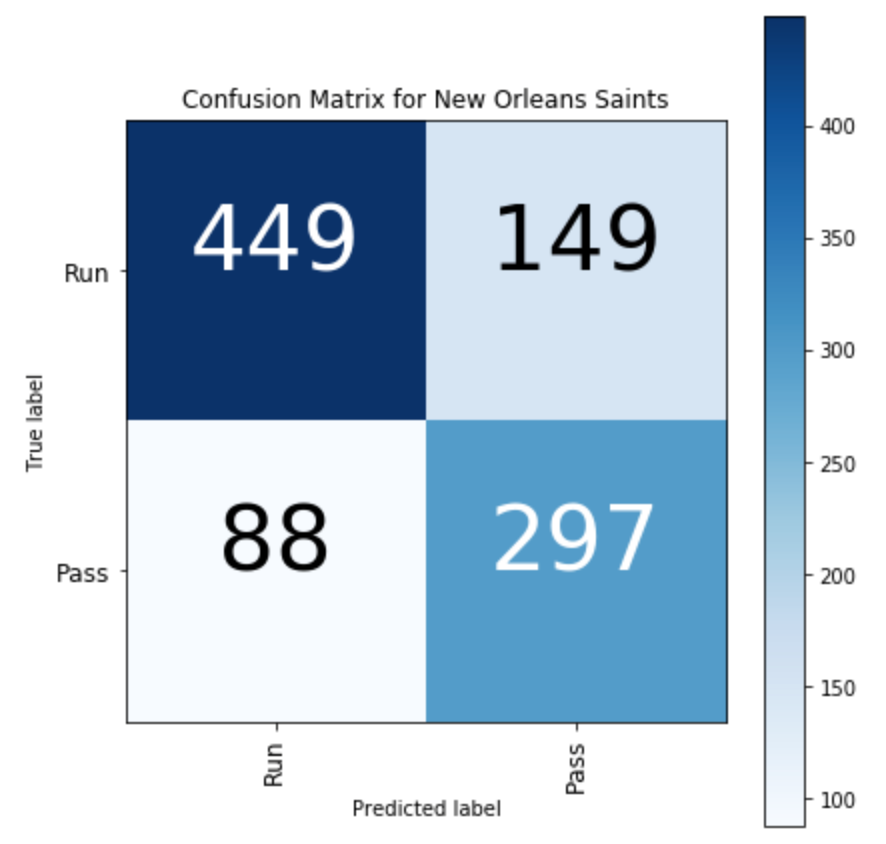 Confusion Matrix for New Orleans Saints
449 149
Run
88 297
Pass
True label
Run Pass
Predicted label
400
350
300
250
200
150
100